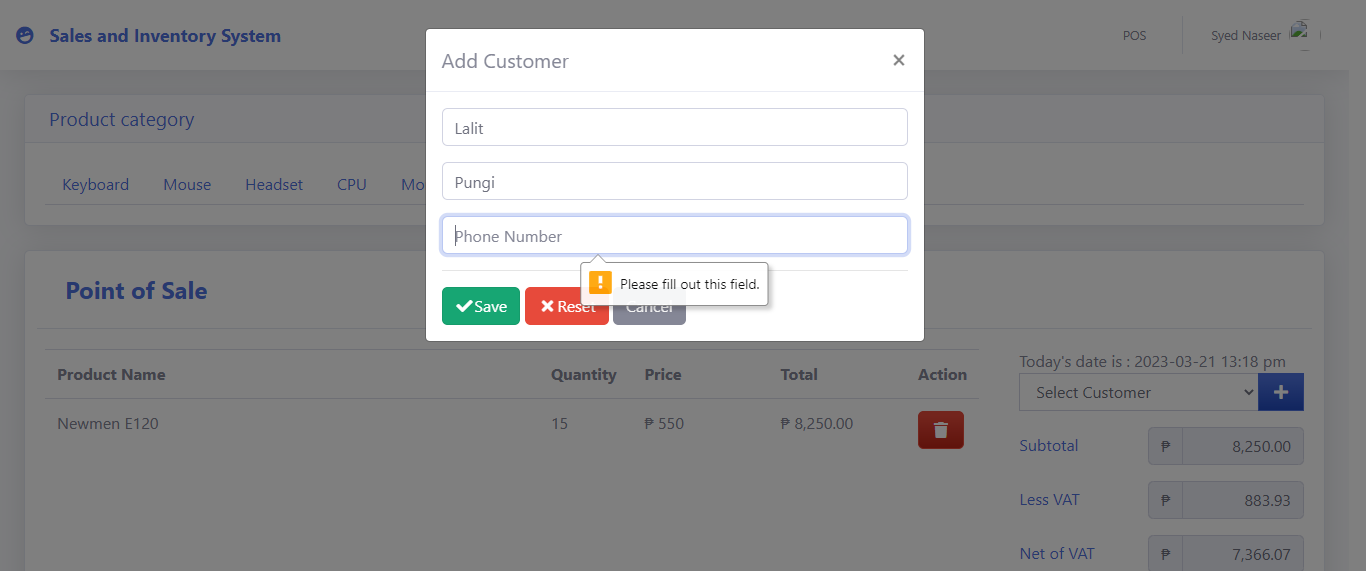 Sales and Inventory System
POS
Syed Naseer
Add Customer
×
Product category
Lalit
Keyboard Mouse Headset CPU Mo
Pungi
Phone Number
Please fill out this field.
Point of Sale
Save Reset Cancel
Today's date is : 2023-03-21 13:18 pm
Product Name Quantity Price Total Action
Select Customer
Newmen E120 15 ₱ 550 ₱ 8,250.00
Subtotal ₱ 8,250.00
Less VAT ₱ 883.93
Net of VAT ₱ 7,366.07